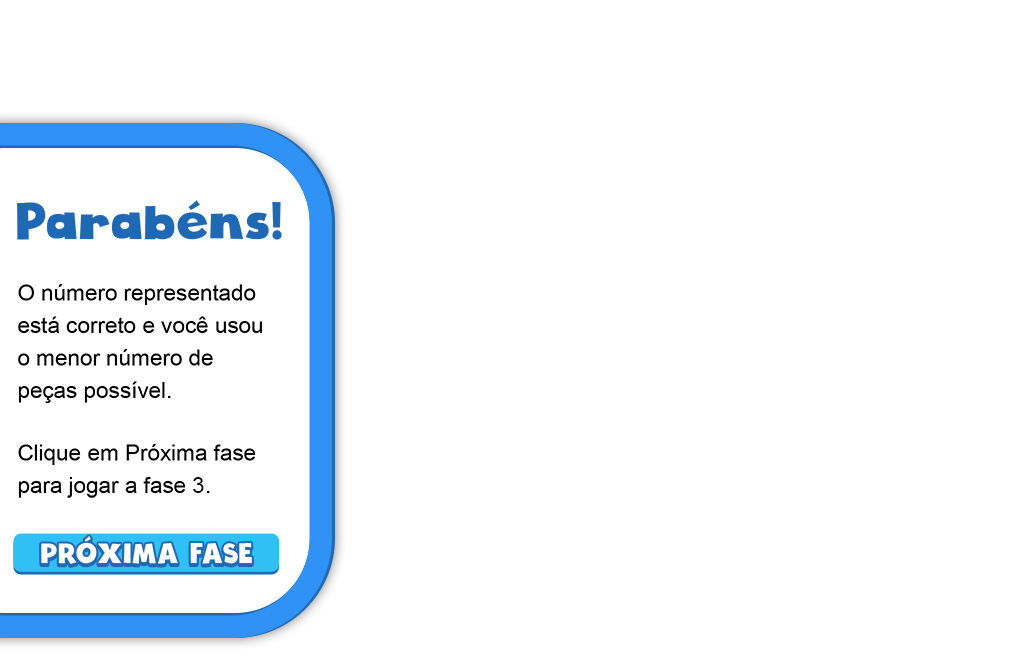 Parabéns!
O número representado
está correto e você usou
o menor número de
peças possível.
Clique em Próxima fase
para jogar a fase 3.
PRÓXIMA FASE